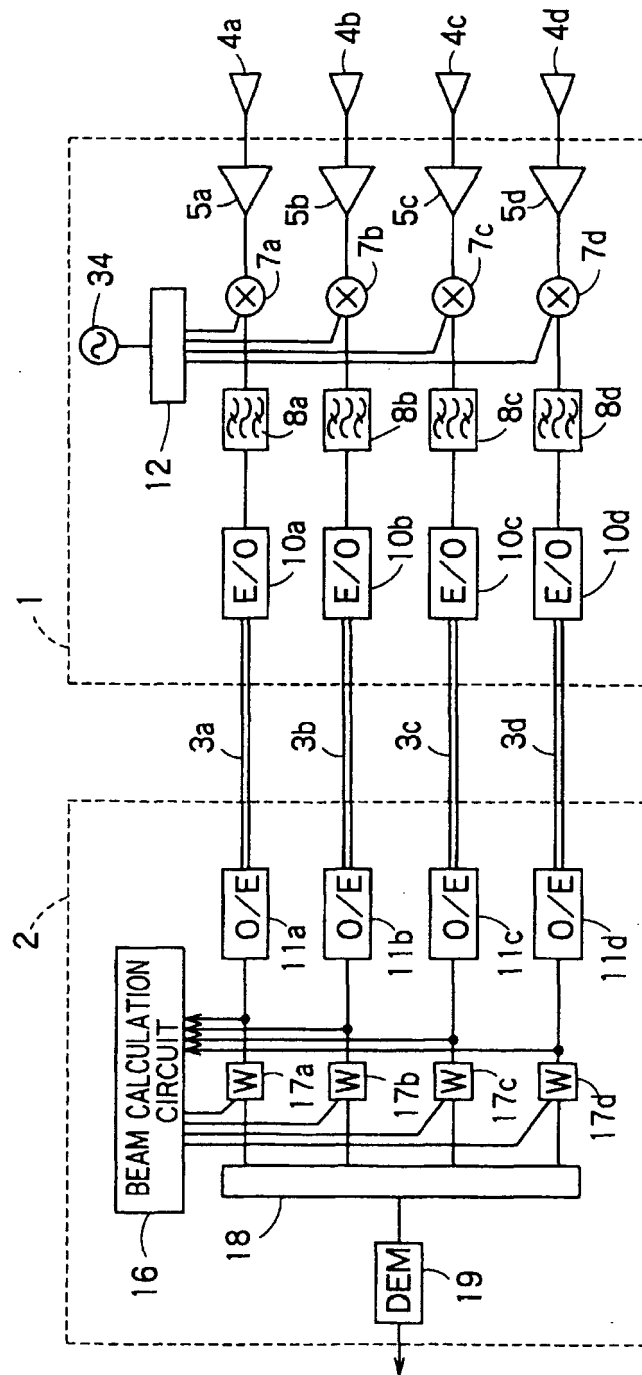 1
2
34
12
4a
4b
4c
4d
5a
5b
5c
5d
7a
7b
7c
7d
8a
8b
8c
8d
E/O
10a
E/O
10b
E/O
10c
E/O
10d
3a
3b
3c
3d
O/E
11a
O/E
11b
O/E
11c
O/E
11d
BEAM CALCULATION
CIRCUIT
16
W
17a
W
17b
W
17c
W
17d
18
DEM
19